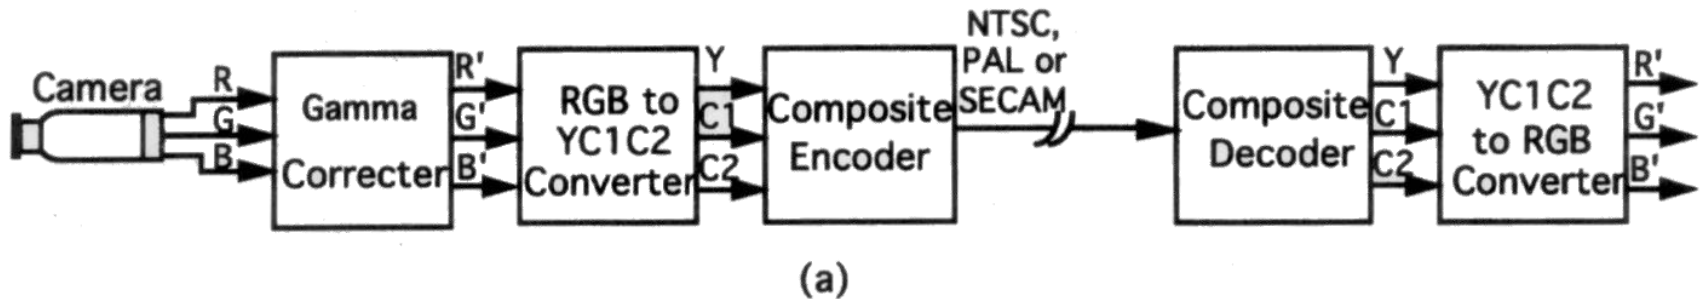 Camera
R
G
B
Gamma
Correcter
R'
G'
B'
RGB to
YC1C2
Converter
Y
C1
C2
Composite
Encoder
NTSC,
PAL or
SECAM
Composite
Decoder
Y
C1
C2
YC1C2
to RGB
Converter
R'
G'
B'
(a)